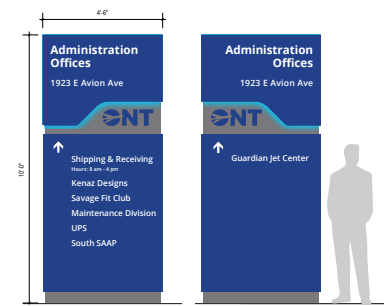 4'-6"
10'-0"
Administration
Offices
1923 E Avion Ave
ONT
Shipping & Receiving
Hours: 8 am - 4 pm
Kenaz Designs
Savage Fit Club
Maintenance Division
UPS
South SAAP
Administration
Offices
1923 E Avion Ave
ONT
Guardian Jet Center